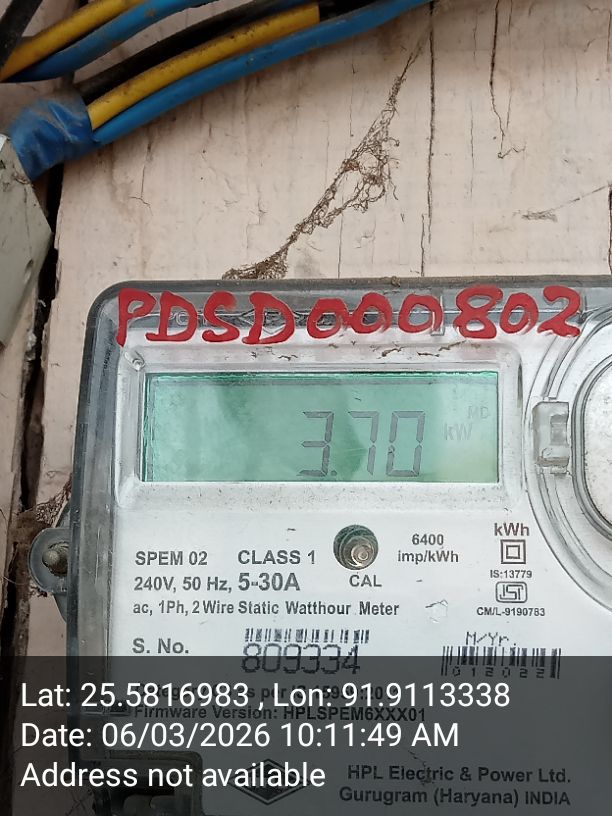 PDSD000802
MD
3.70 kW
SPEM 02 CLASS 1
240V, 50 Hz, 5-30A
ac, 1Ph, 2 Wire Static Watthour Meter
CAL
6400
imp/kWh
kWh
IS:13779
ISI
CM/L-9190783
S. No.
809334
M/Yr.
012022
Firmware Version: HPLSPEM6XXX01
HPL Electric & Power Ltd.
Gurugram (Haryana) INDIA
Lat: 25.5816983 , Lon: 91.9113338
Date: 06/03/2026 10:11:49 AM
Address not available